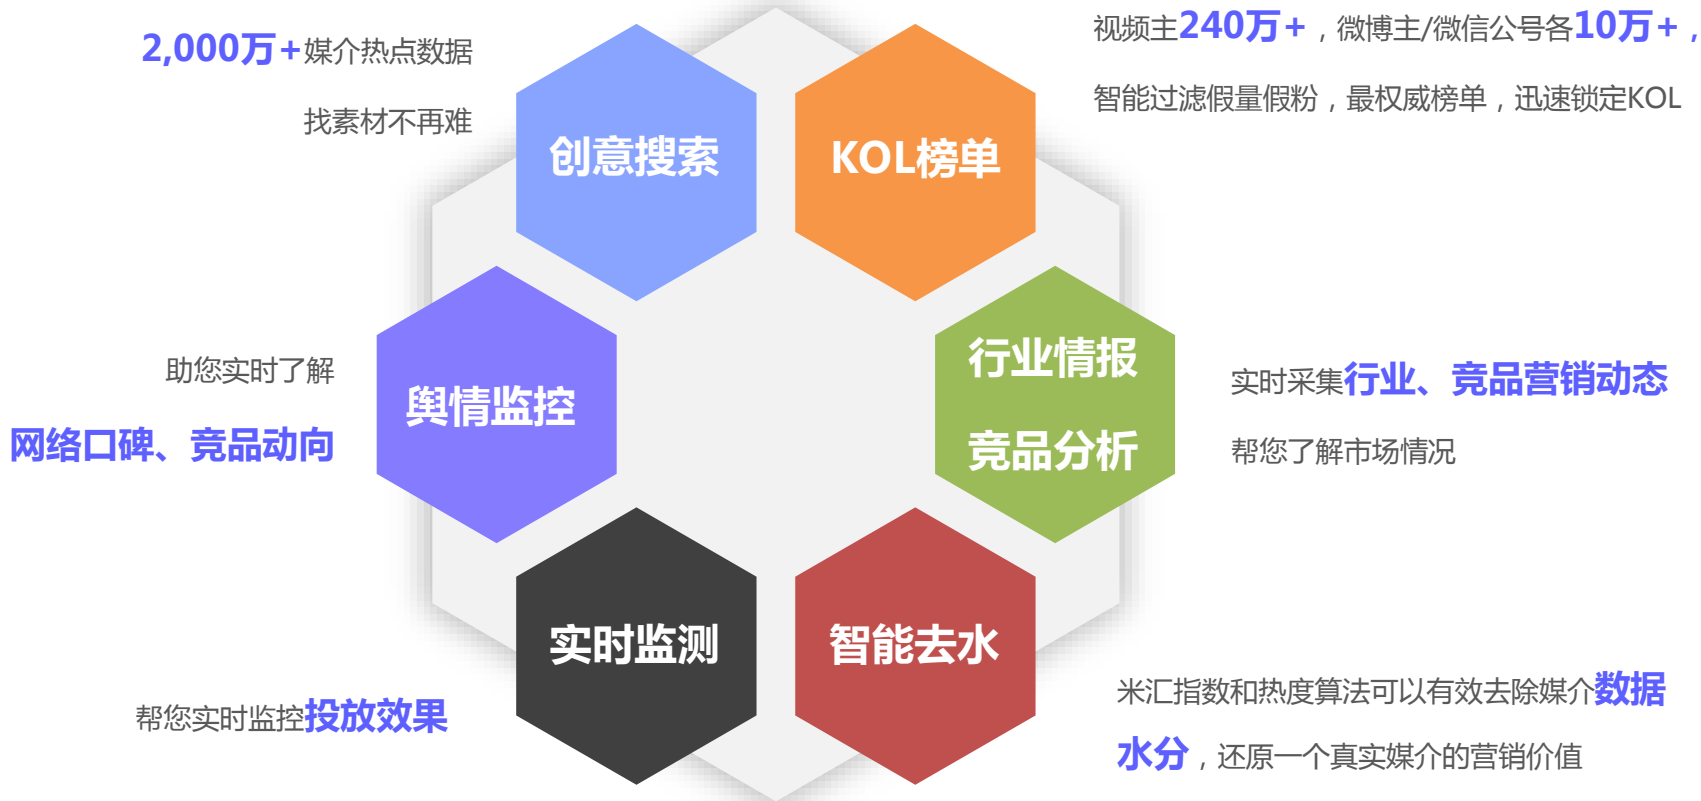 2,000万+媒介热点数据
找素材不再难
创意搜索
KOL榜单
视频主240万+，微博主/微信公号各10万+，
智能过滤假量假粉，最权威榜单，迅速锁定KOL
助您实时了解
网络口碑、竞品动向
舆情监控
行业情报
竞品分析
实时采集行业、竞品营销动态
帮您了解市场情况
帮您实时监控投放效果
实时监测
智能去水
米汇指数和热度算法可以有效去除媒介数据
水分，还原一个真实媒介的营销价值